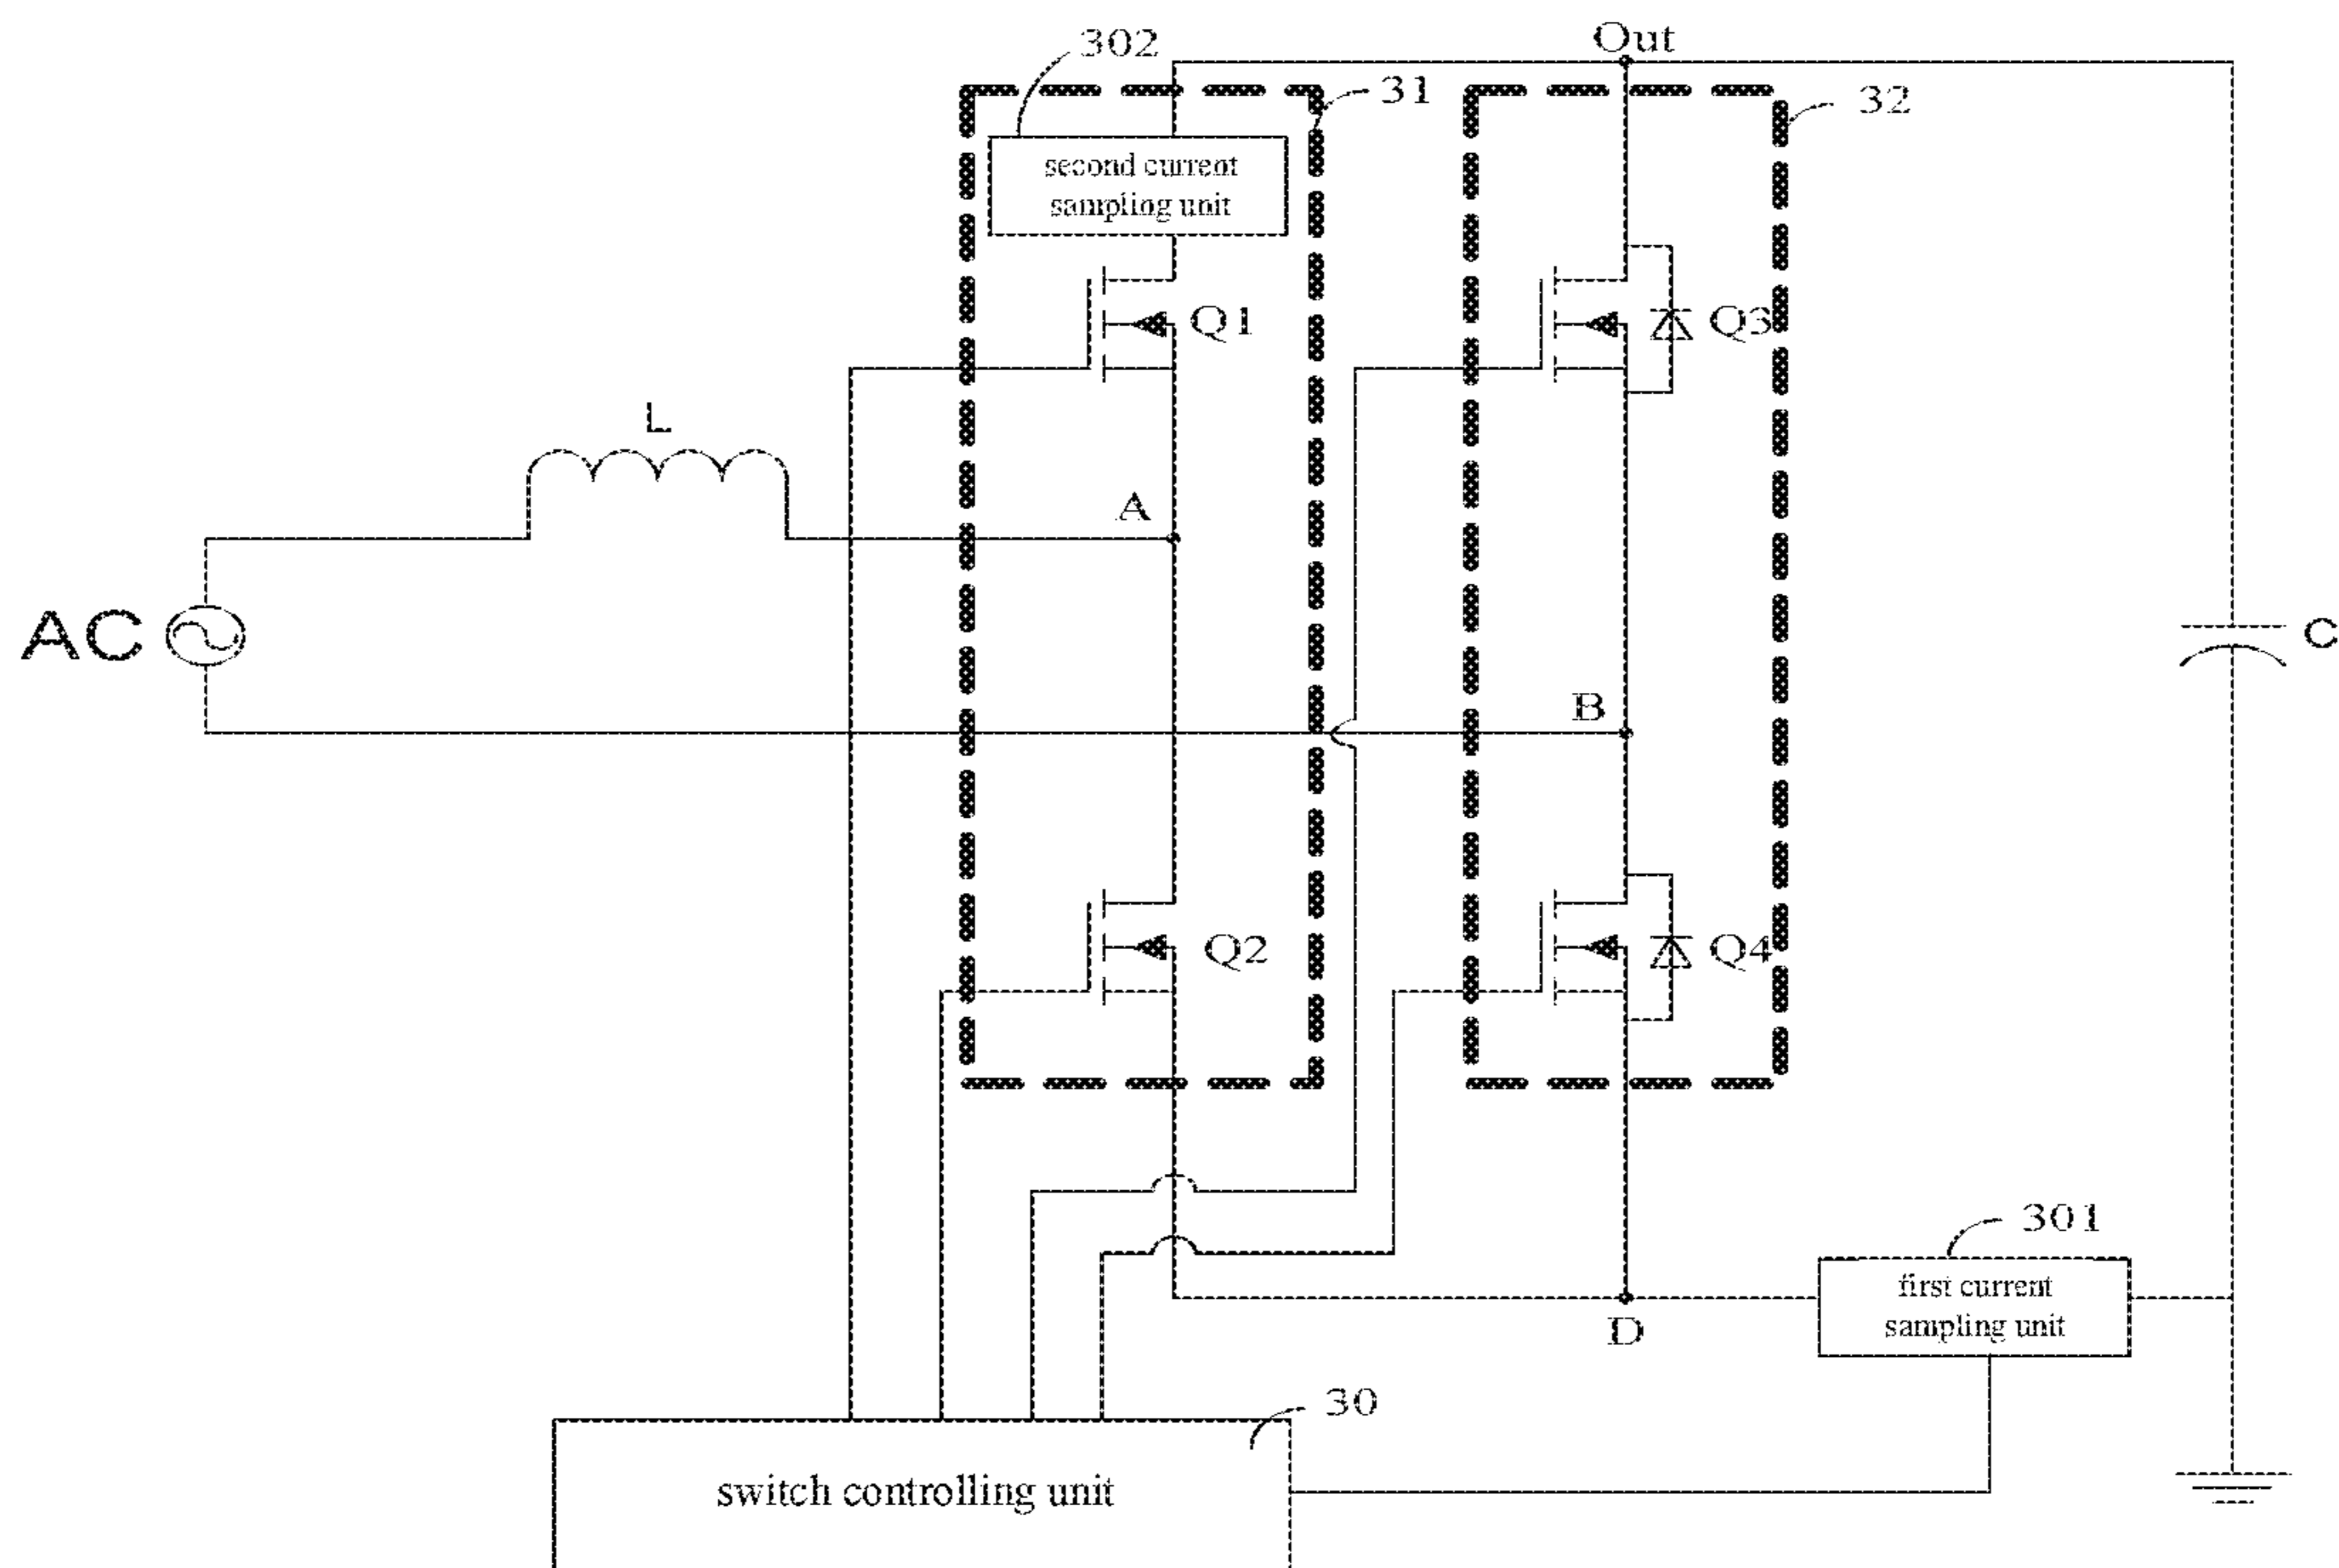 Out
302
31
32
second current
sampling unit
Q1
Q3
L
A
AC
C
B
Q2
Q4
301
first current
sampling unit
D
30
switch controlling unit